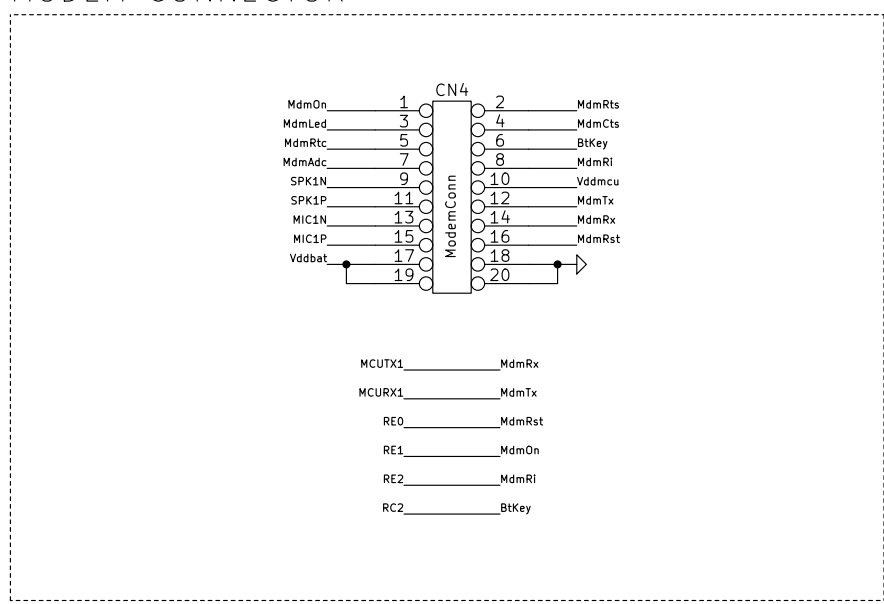 MODEM CONNECTOR
CN4
MdmOn 1 2 MdmRts
MdmLed 3 4 MdmCts
MdmRtc 5 6 BtKey
MdmAdc 7 8 MdmRi
SPK1N 9 10 Vddmcu
SPK1P 11 12 MdmTx
MIC1N 13 14 MdmRx
MIC1P 15 16 MdmRst
Vddbat 17 18
19 20
ModemConn
MCUTX1 MdmRx
MCURX1 MdmTx
RE0 MdmRst
RE1 MdmOn
RE2 MdmRi
RC2 BtKey